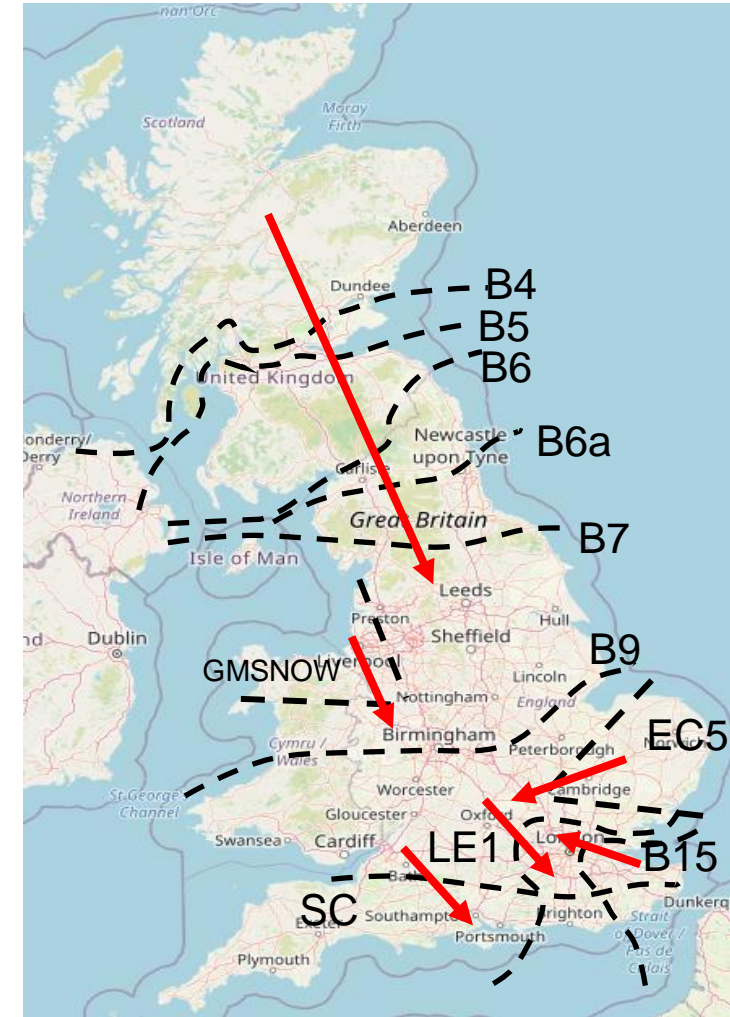 nan Orc
Moray
Firth
Scotland
Aberdeen
Dundee
B4
B5
United Kingdom
B6
onderry/
Derry
Newcastle
upon Tyne
B6a
Carlisle
Northern
Ireland
Great Britain
B7
Isle of Man
Leeds
Preston
Hull
nd
Dublin
Sheffield
Liverpool
GMSNOW
B9
Lincoln
Nottingham
England
Birmingham
EC5
Norwich
Cymru /
Wales
Peterborough
St George's
Channel
Worcester
Cambridge
Gloucester
Oxford
Swansea
Cardiff
LE1
London
B15
Bath
SC
Southampton
Exeter
Brighton
Portsmouth
Dunkerq
Strait
of Dover /
Pas de
Calais
Plymouth